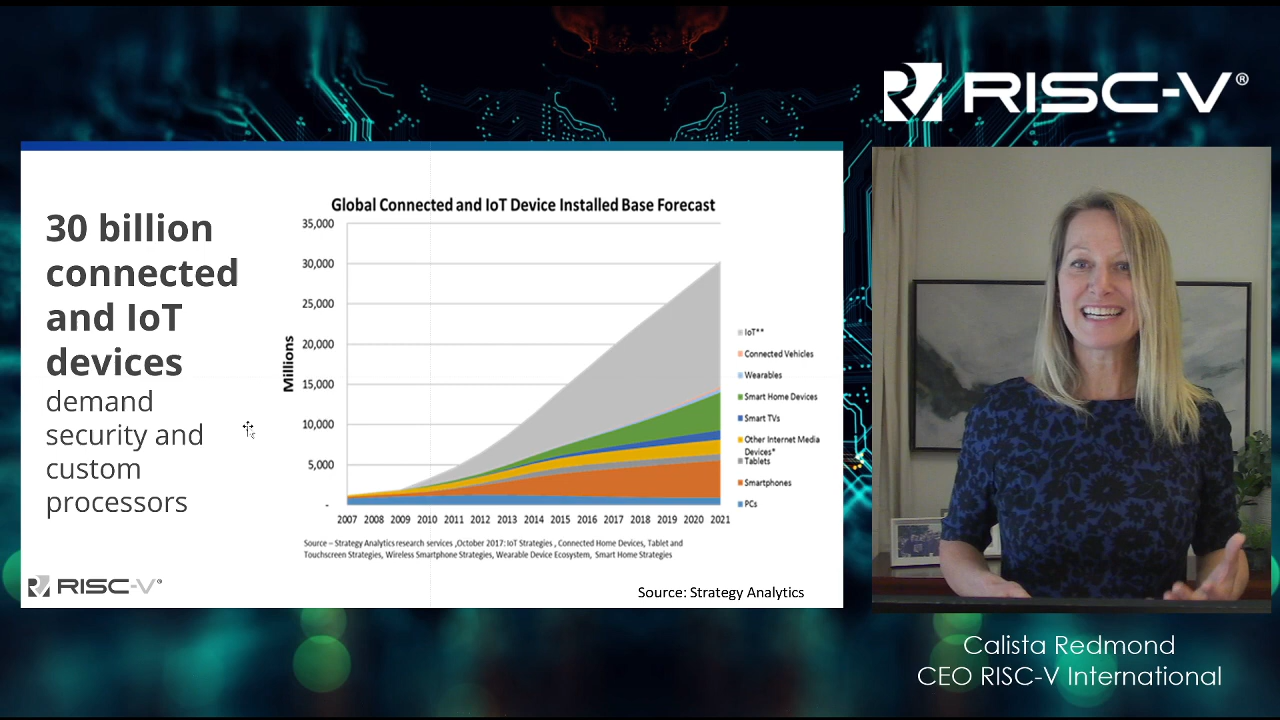 RISC-V®
30 billion
connected
and IoT
devices
demand
security and
custom
processors
Global Connected and IoT Device Installed Base Forecast
Millions
35,000
30,000
25,000
20,000
15,000
10,000
5,000
-
2007 2008 2009 2010 2011 2012 2013 2014 2015 2016 2017 2018 2019 2020 2021
IoT**
Connected Vehicles
Wearables
Smart Home Devices
Smart TVs
Other Internet Media
Devices*
Tablets
Smartphones
PCs
Source – Strategy Analytics research services ,October 2017: IoT Strategies , Connected Home Devices, Tablet and
Touchscreen Strategies, Wireless Smartphone Strategies, Wearable Device Ecosystem, Smart Home Strategies
RISC-V®
Source: Strategy Analytics
Calista Redmond
CEO RISC-V International